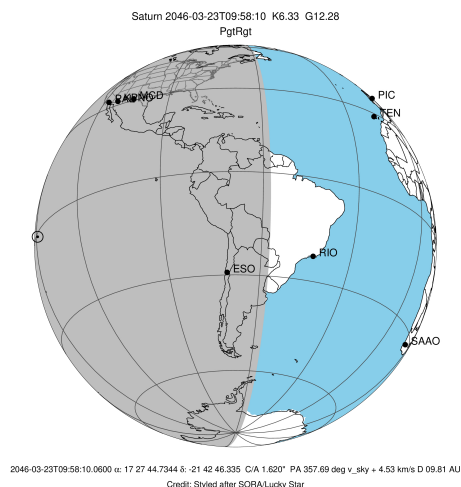 Saturn 2046-03-23T09:58:10 K6.33 G12.28
PgtRgt
PIC
MCD
TEN
RIO
ESO
SAAO
2046-03-23T09:58:10.0600 α: 17 27 44.7344 δ: -21 42 46.335 C/A 1.620" PA 357.69 deg v_sky + 4.53 km/s D 09.81 AU
Credit: Styled after SORA/Lucky Star